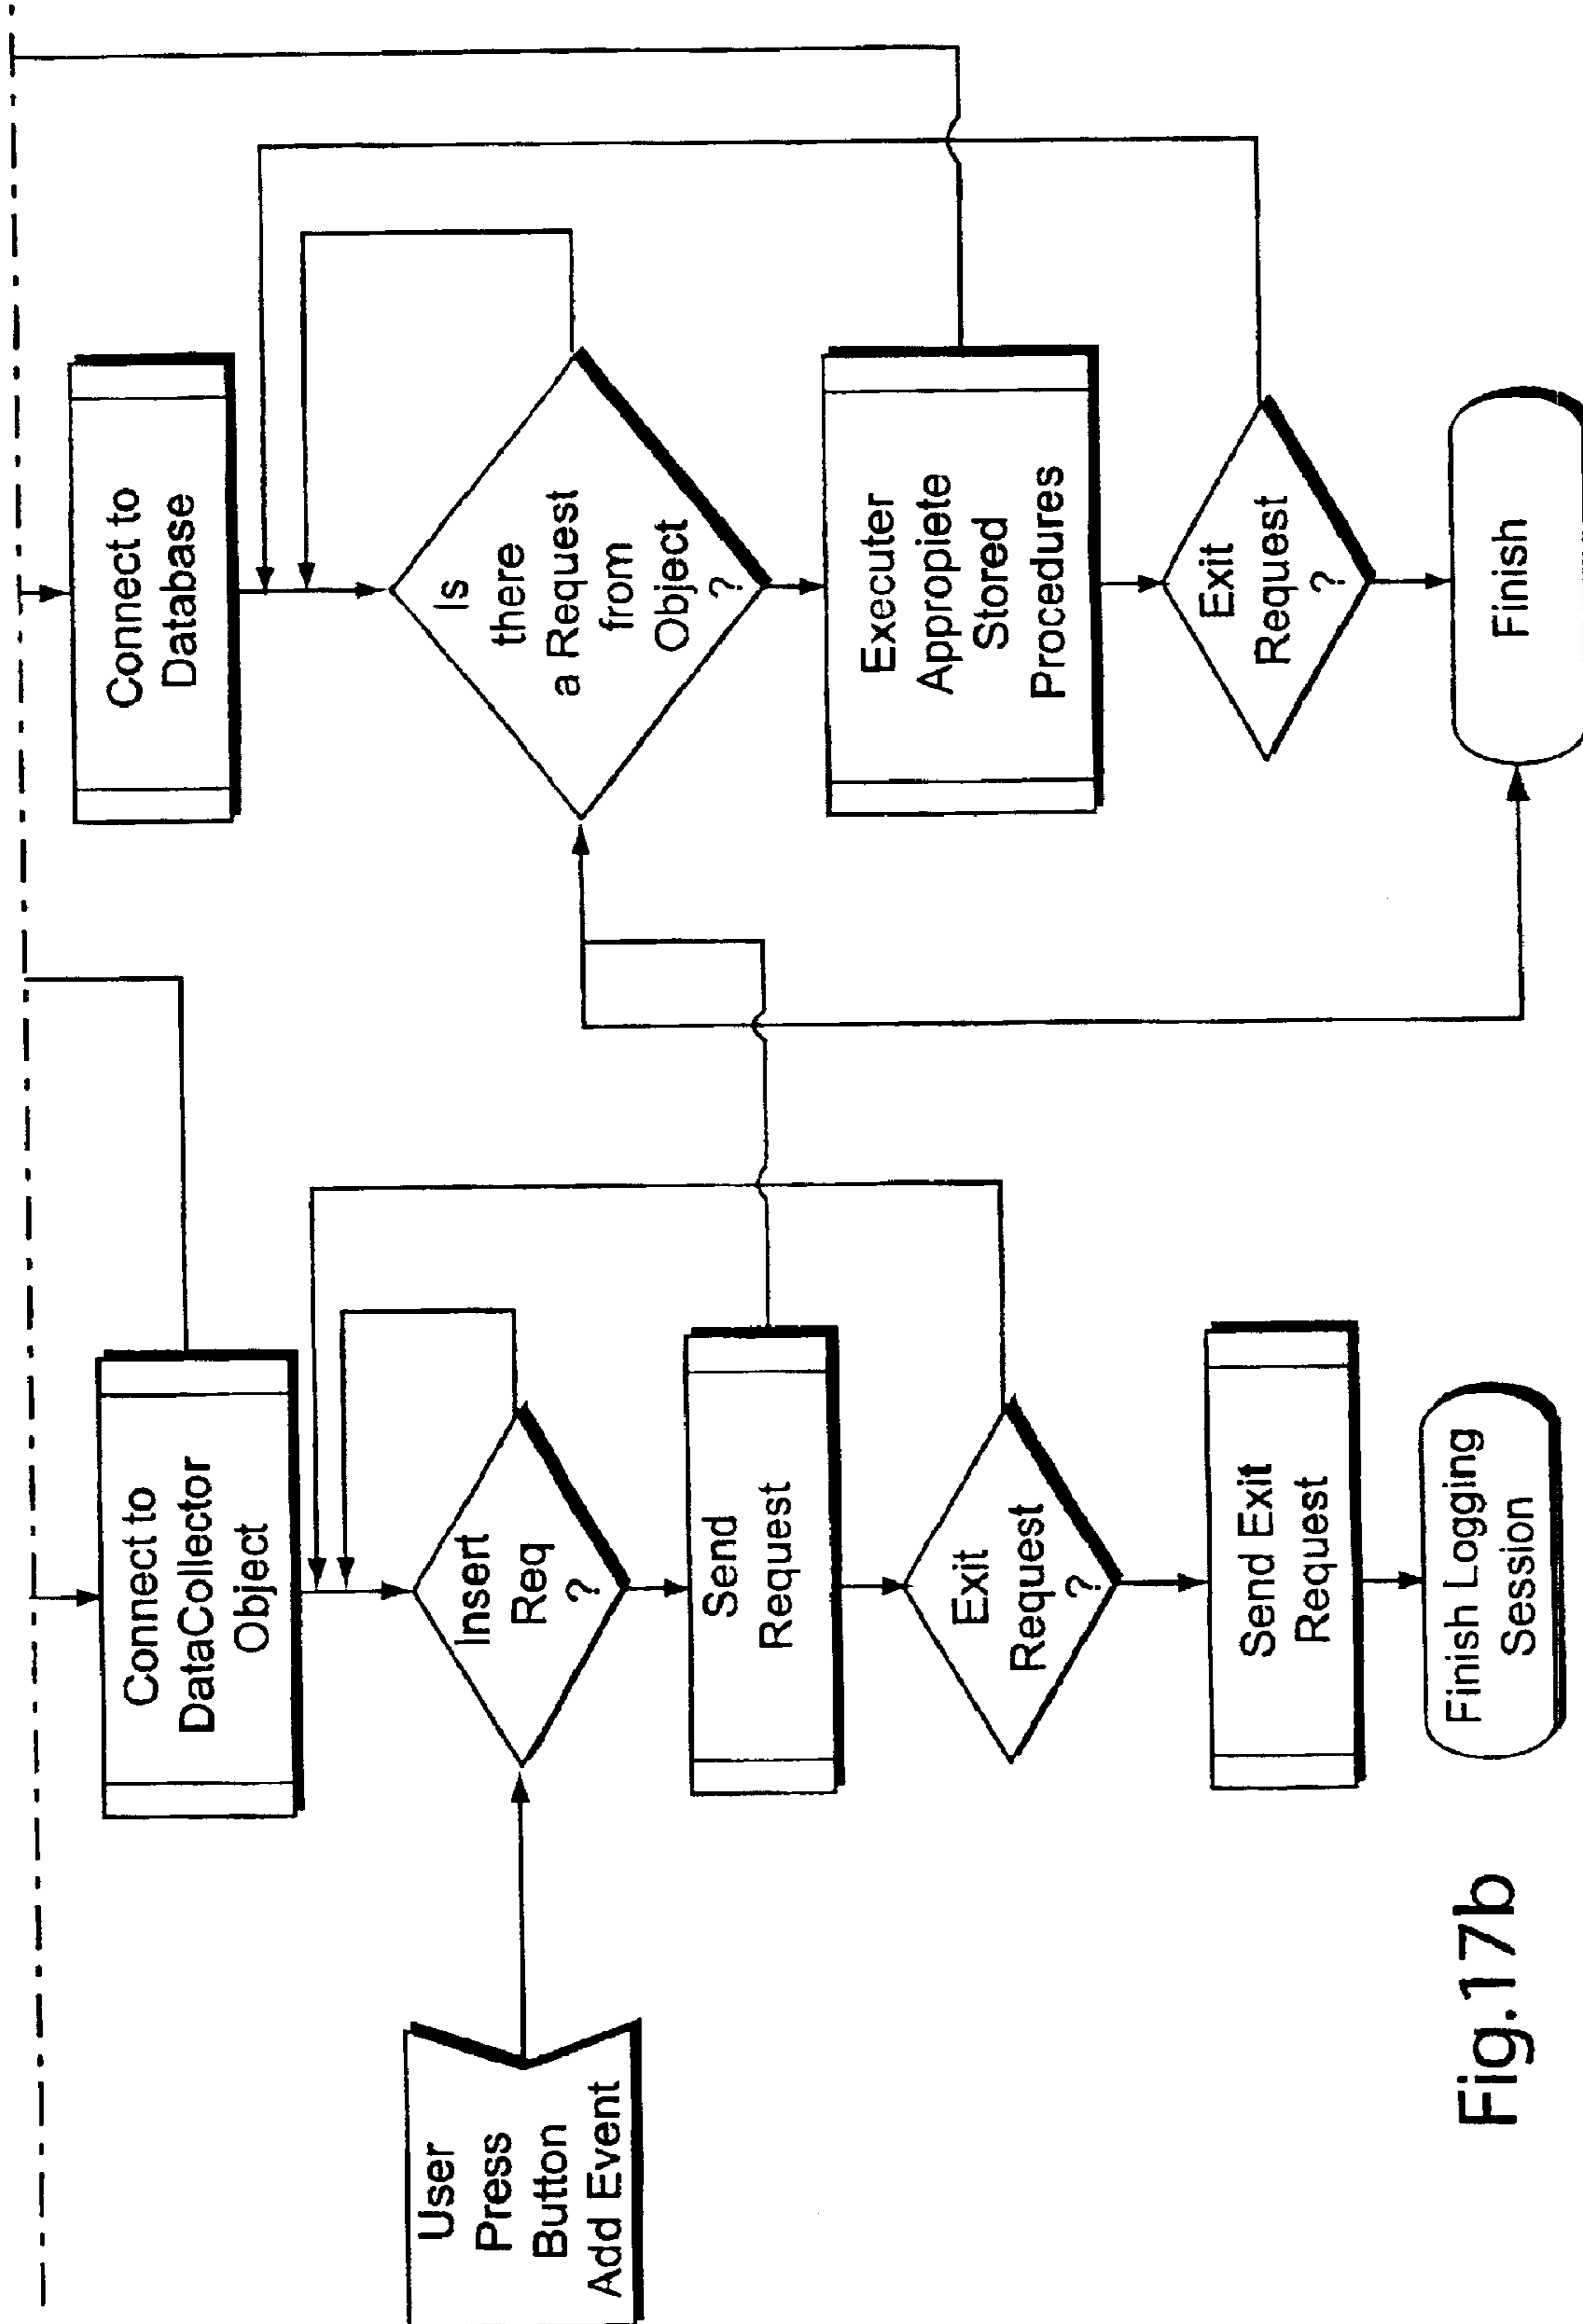 User
Press
Button
Add Event
Connect to
DataCollector
Object
Insert
Req
?
Send
Request
Exit
Request
?
Send Exit
Request
Finish Logging
Session
Connect to
Database
Is
there
a Request
from
Object
?
Executer
Appropiete
Stored
Procedures
Exit
Request
?
Finish
Fig.17b